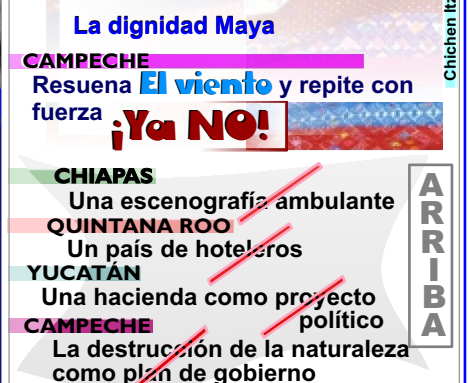 La dignidad Maya
Chichen Itz
CAMPECHE
Resuena El viento y repite con
fuerza ¡Ya NO!
CHIAPAS
Una escenografía ambulante
QUINTANA ROO
Un país de hoteleros
YUCATÁN
Una hacienda como proyecto
político
CAMPECHE
La destrucción de la naturaleza
como plan de gobierno
ARRIBA